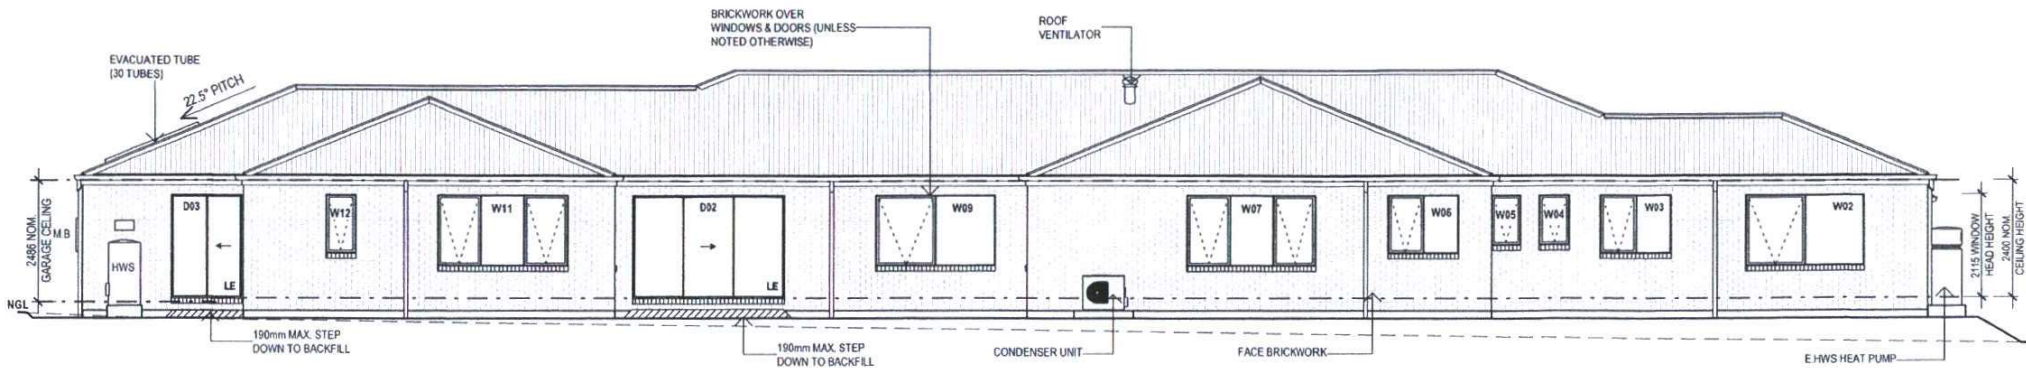 BRICKWORK OVER
WINDOWS & DOORS (UNLESS
NOTED OTHERWISE)
ROOF
VENTILATOR
EVACUATED TUBE
(30 TUBES)
22.5° PITCH
2486 NOM.
GARAGE CEILING
M.B
HWS
D03
LE
W12
W11
D02
LE
W09
W07
W06
W05
W04
W03
W02
2115 WINDOW
HEAD HEIGHT
2400 NOM.
CEILING HEIGHT
NGL
190mm MAX. STEP
DOWN TO BACKFILL
190mm MAX. STEP
DOWN TO BACKFILL
CONDENSER UNIT
FACE BRICKWORK
E.HWS HEAT PUMP